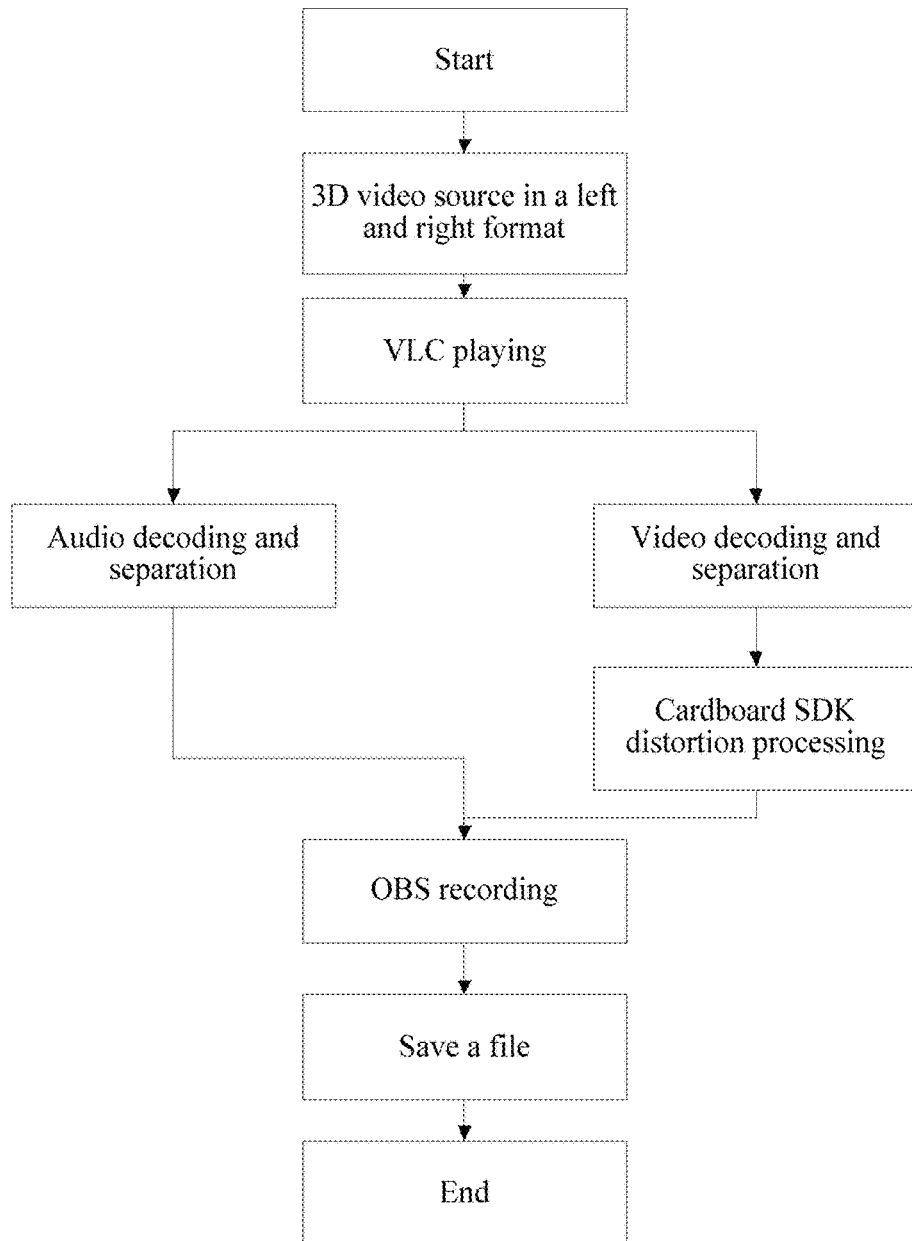 Start
3D video source in a left
and right format
VLC playing
Audio decoding and
separation
Video decoding and
separation
Cardboard SDK
distortion processing
OBS recording
Save a file
End